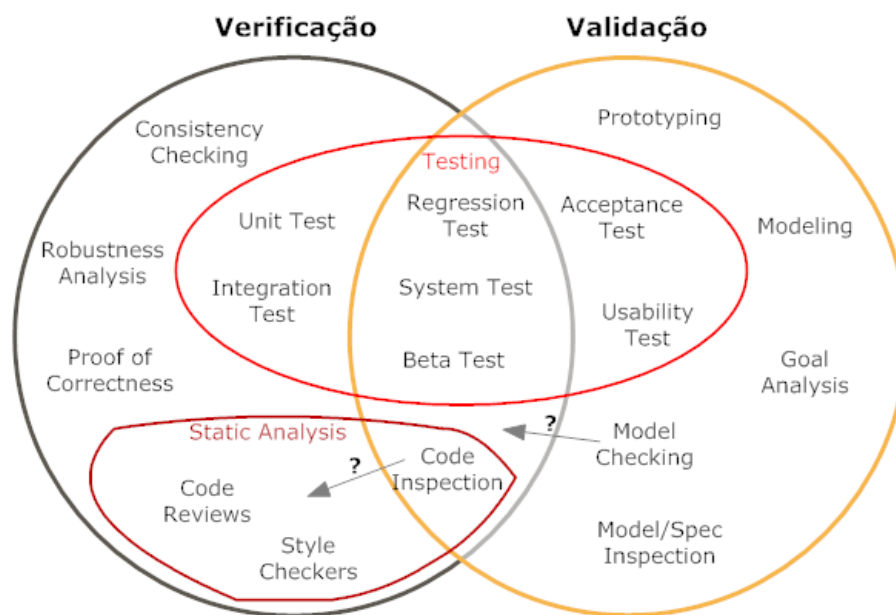 Verificação
Validação
Consistency
Checking
Prototyping
Testing
Unit Test
Regression
Test
Acceptance
Test
Modeling
Robustness
Analysis
Integration
Test
System Test
Usability
Test
Proof of
Correctness
Beta Test
Goal
Analysis
Static Analysis
?
Model
Checking
?
Code
Inspection
Code
Reviews
Style
Checkers
Model/Spec
Inspection